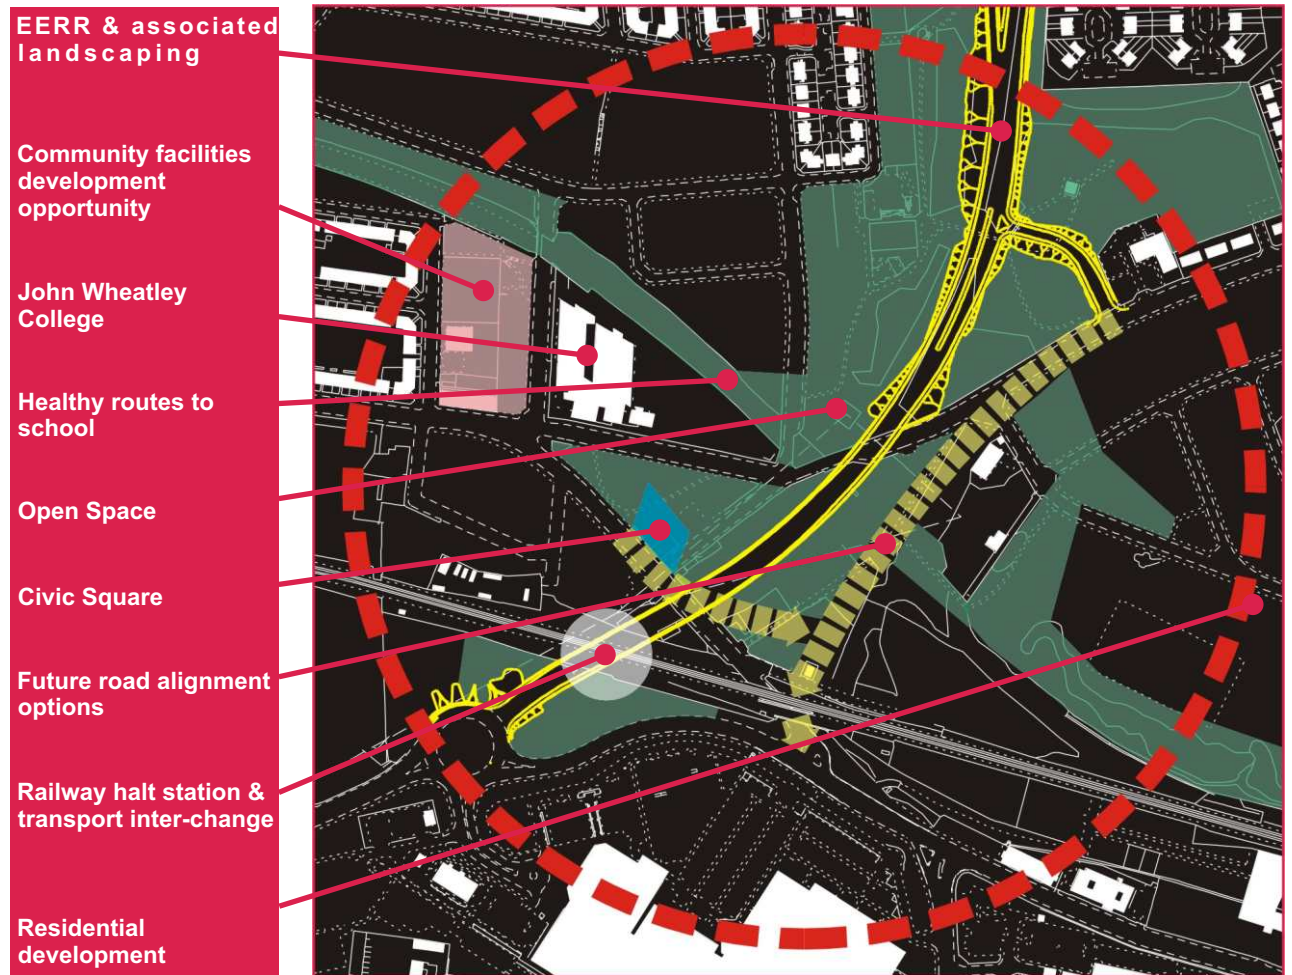 EERR & associated
landscaping
Community facilities
development
opportunity
John Wheatley
College
Healthy routes to
school
Open Space
Civic Square
Future road alignment
options
Railway halt station &
transport inter-change
Residential
development